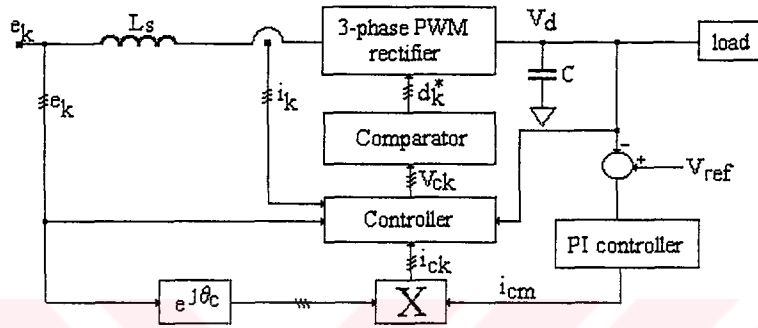 e_k
L_s
3-phase PWM
rectifier
V_d
load
C
e_k
i_k
d_k^*
Comparator
V_ck
- +
V_ref
Controller
PI controller
i_ck
e^jθ_c
X
i_cm